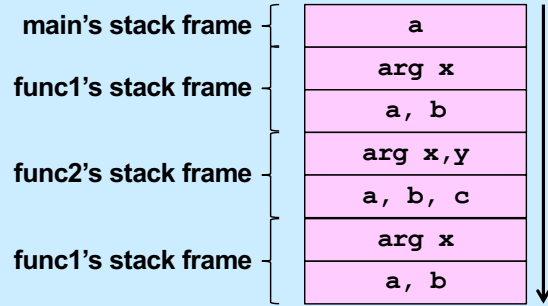 main's stack frame
a
func1's stack frame
arg x
a, b
func2's stack frame
arg x,y
a, b, c
func1's stack frame
arg x
a, b